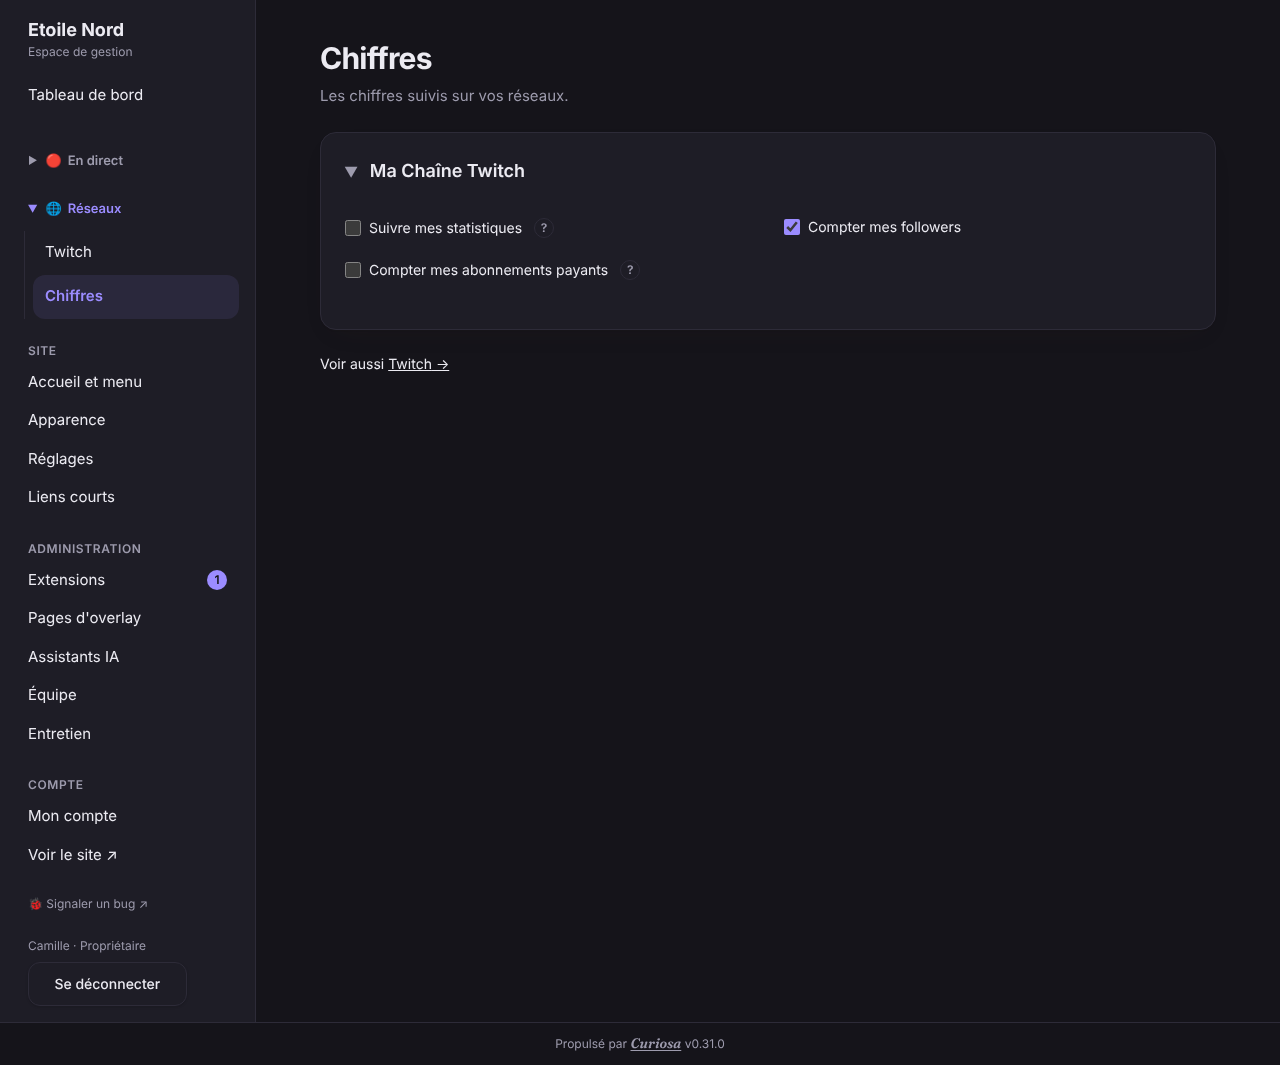 Etoile Nord
Espace de gestion
Tableau de bord
En direct
Réseaux
Twitch
Chiffres
SITE
Accueil et menu
Apparence
Réglages
Liens courts
ADMINISTRATION
Extensions 1
Pages d'overlay
Assistants IA
Équipe
Entretien
COMPTE
Mon compte
Voir le site ↗
Signaler un bug ↗
Camille · Propriétaire
Se déconnecter
Chiffres
Les chiffres suivis sur vos réseaux.
Ma Chaîne Twitch
Suivre mes statistiques ?
Compter mes followers
Compter mes abonnements payants ?
Voir aussi Twitch →
Propulsé par Curiosa v0.31.0